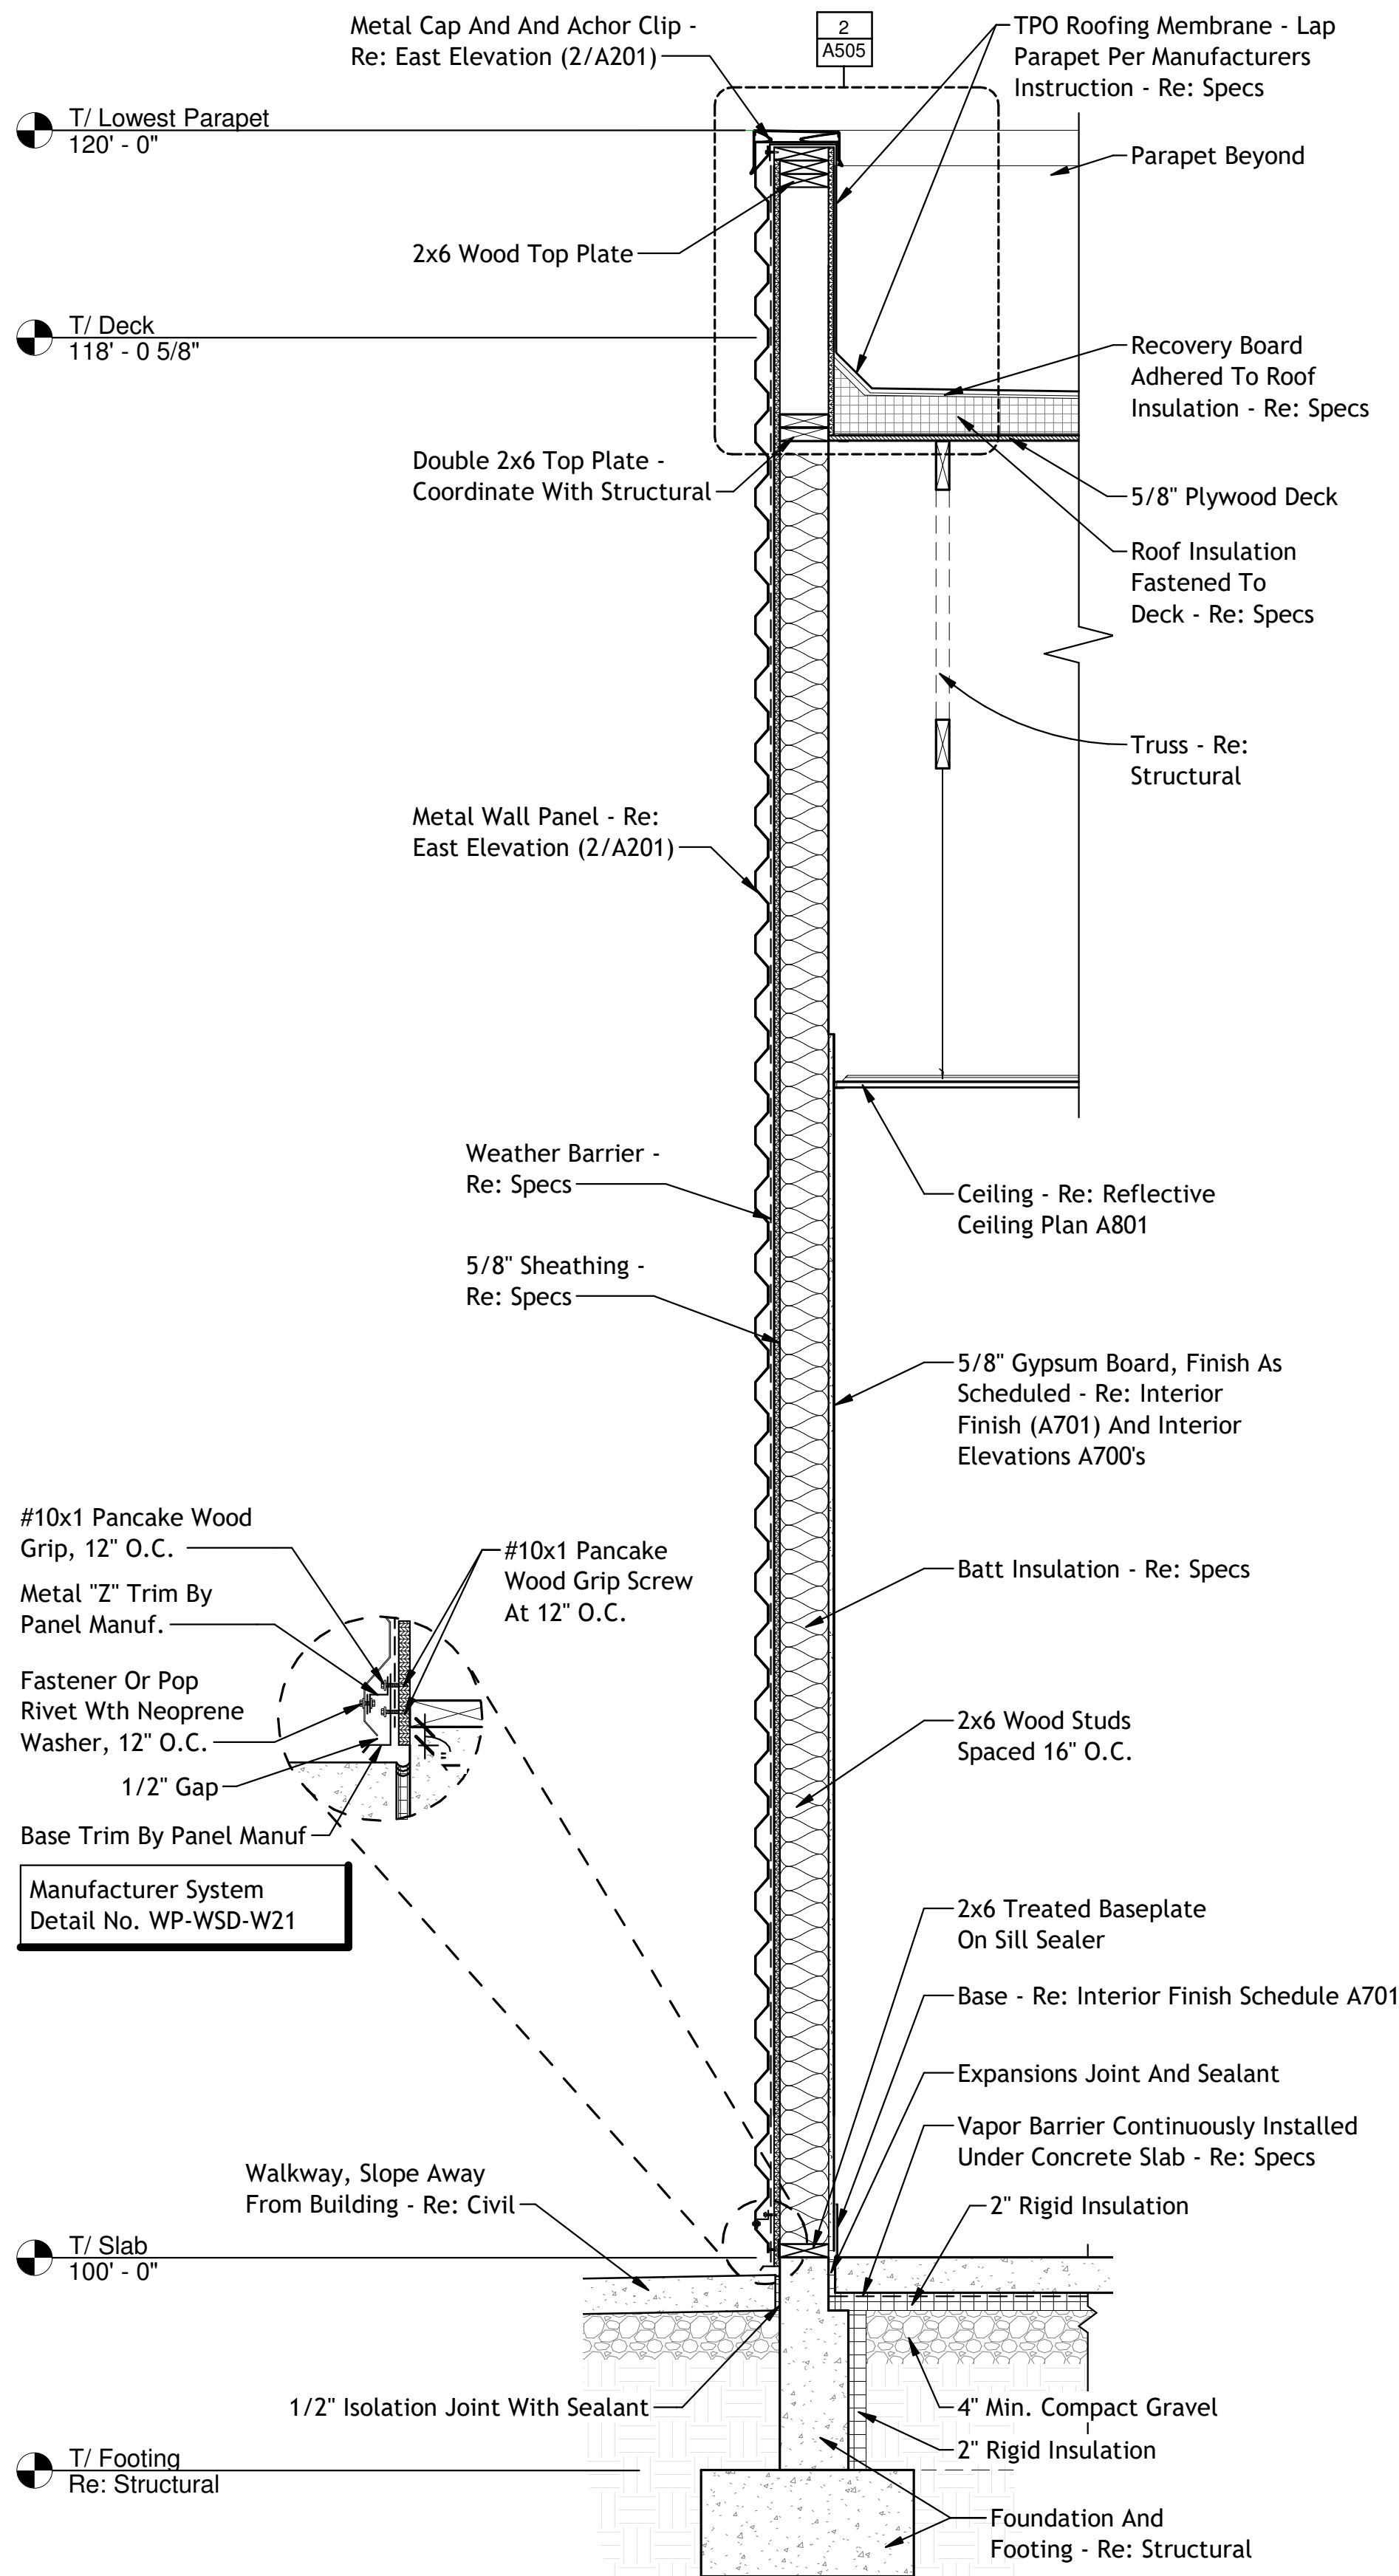 Metal Cap And And Achor Clip -
Re: East Elevation (2/A201)
2
A505
TPO Roofing Membrane - Lap
Parapet Per Manufacturers
Instruction - Re: Specs
T/ Lowest Parapet
120' - 0"
Parapet Beyond
2x6 Wood Top Plate
T/ Deck
118' - 0 5/8"
Recovery Board
Adhered To Roof
Insulation - Re: Specs
Double 2x6 Top Plate -
Coordinate With Structural
5/8" Plywood Deck
Roof Insulation
Fastened To
Deck - Re: Specs
Truss - Re:
Structural
Metal Wall Panel - Re:
East Elevation (2/A201)
Weather Barrier -
Re: Specs
Ceiling - Re: Reflective
Ceiling Plan A801
5/8" Sheathing -
Re: Specs
5/8" Gypsum Board, Finish As
Scheduled - Re: Interior
Finish (A701) And Interior
Elevations A700's
#10x1 Pancake Wood
Grip, 12" O.C.
Metal "Z" Trim By
Panel Manuf.
Fastener Or Pop
Rivet Wth Neoprene
Washer, 12" O.C.
1/2" Gap
Base Trim By Panel Manuf
#10x1 Pancake
Wood Grip Screw
At 12" O.C.
1"
Manufacturer System
Detail No. WP-WSD-W21
Batt Insulation - Re: Specs
2x6 Wood Studs
Spaced 16" O.C.
2x6 Treated Baseplate
On Sill Sealer
Base - Re: Interior Finish Schedule A701
Expansions Joint And Sealant
Vapor Barrier Continuously Installed
Under Concrete Slab - Re: Specs
Walkway, Slope Away
From Building - Re: Civil
2" Rigid Insulation
T/ Slab
100' - 0"
1/2" Isolation Joint With Sealant
4" Min. Compact Gravel
2" Rigid Insulation
T/ Footing
Re: Structural
Foundation And
Footing - Re: Structural